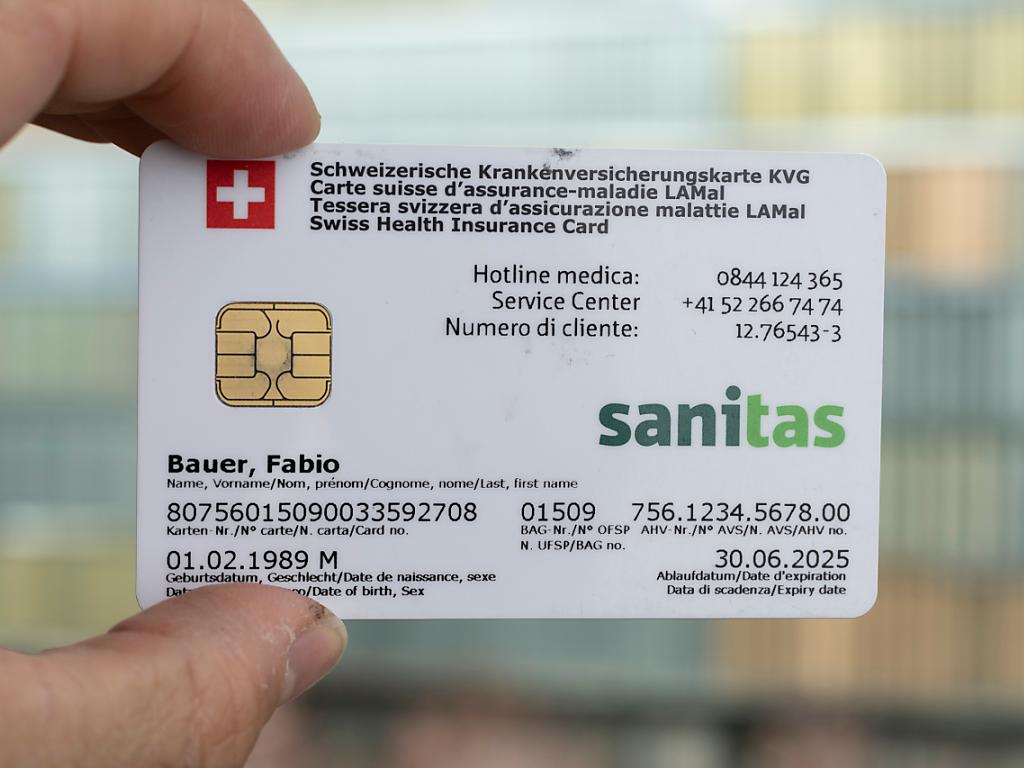 Schweizerische Krankenversicherungskarte KVG
Carte suisse d'assurance-maladie LAMal
Tessera svizzera d'assicurazione malattie LAMal
Swiss Health Insurance Card
Hotline medica: 0844 124 365
Service Center +41 52 266 74 74
Numero di cliente: 12.76543-3
sanitas
Bauer, Fabio
Name, Vorname/Nom, prénom/Cognome, nome/Last, first name
80756015090033592708 01509 756.1234.5678.00
Karten-Nr./Nº carte/N. carta/Card no. BAG-Nr./Nº OFSP AHV-Nr./Nº AVS/N. AVS/AHV no.
N. UFSP/BAG no.
01.02.1989 M 30.06.2025
Geburtsdatum, Geschlecht/Date de naissance, sexe Ablaufdatum/Date d'expiration
/Date of birth, Sex Data di scadenza/Expiry date